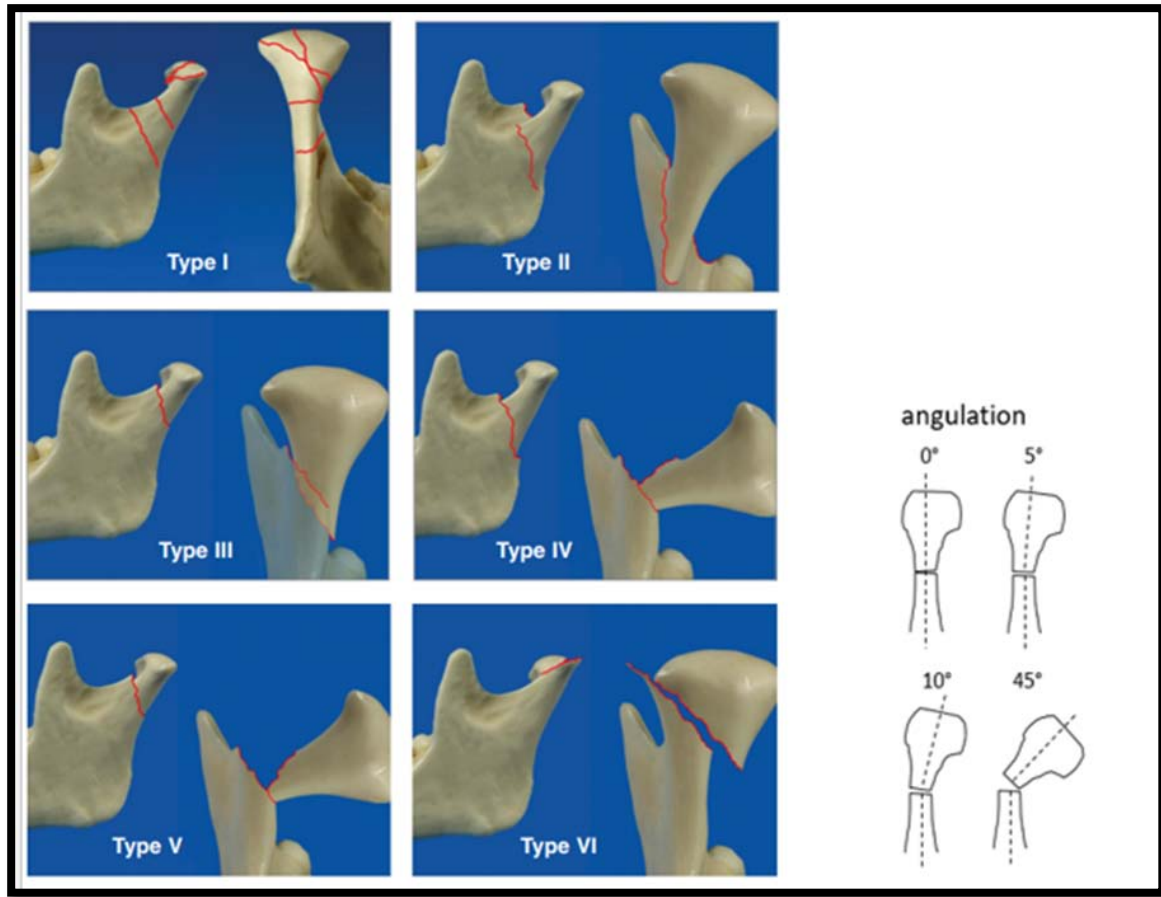 Type I
Type II
Type III
Type IV
Type V
Type VI
angulation
0°
5°
10°
45°